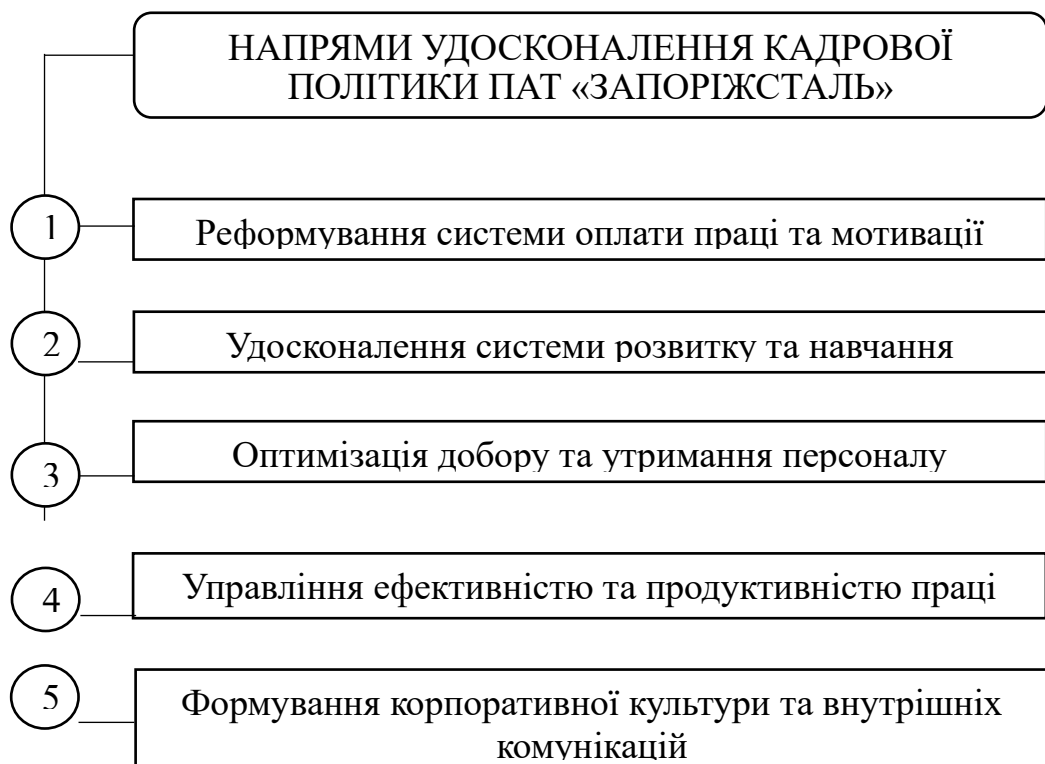 НАПРЯМИ УДОСКОНАЛЕННЯ КАДРОВОЇ
ПОЛІТИКИ ПАТ «ЗАПОРІЖСТАЛЬ»
1
Реформування системи оплати праці та мотивації
2
Удосконалення системи розвитку та навчання
3
Оптимізація добору та утримання персоналу
4
Управління ефективністю та продуктивністю праці
5
Формування корпоративної культури та внутрішніх
комунікацій